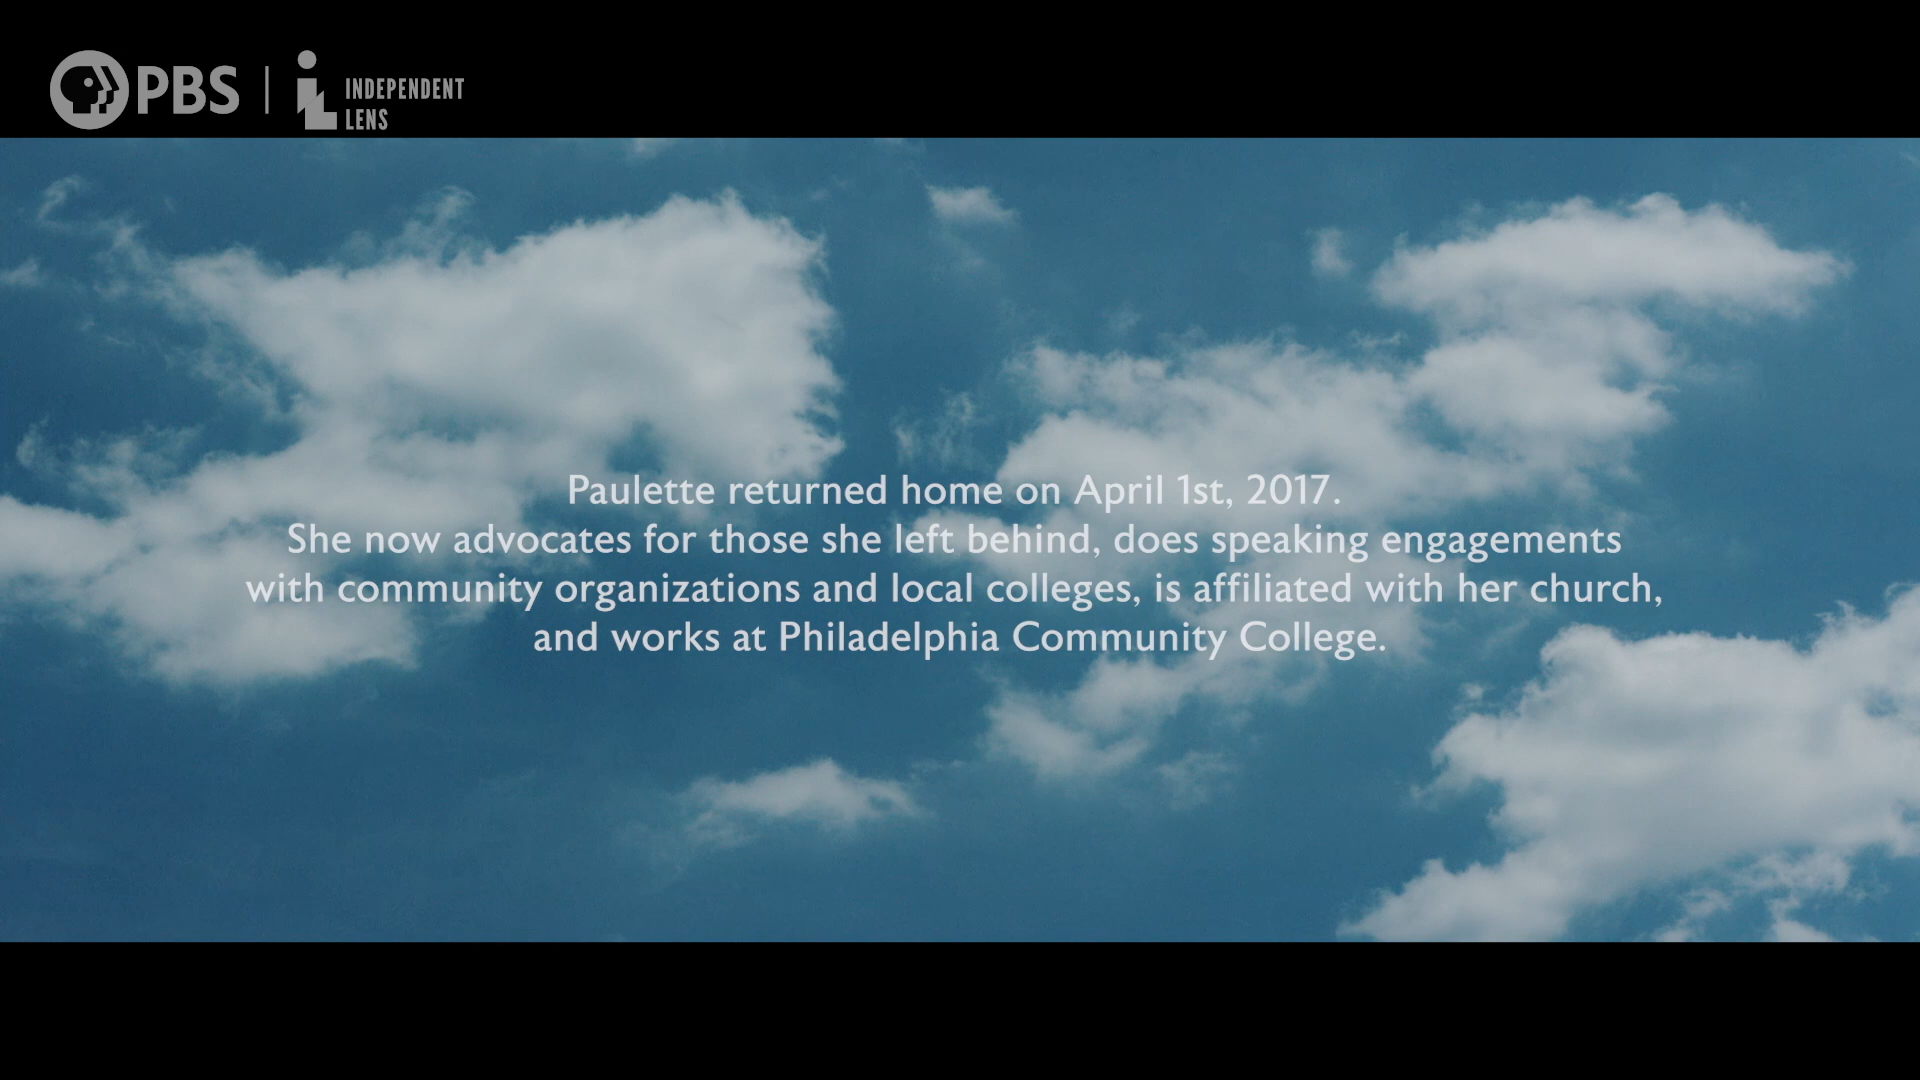 PBS
INDEPENDENT
LENS
Paulette returned home on April 1st, 2017.
She now advocates for those she left behind, does speaking engagements
with community organizations and local colleges, is affiliated with her church,
and works at Philadelphia Community College.